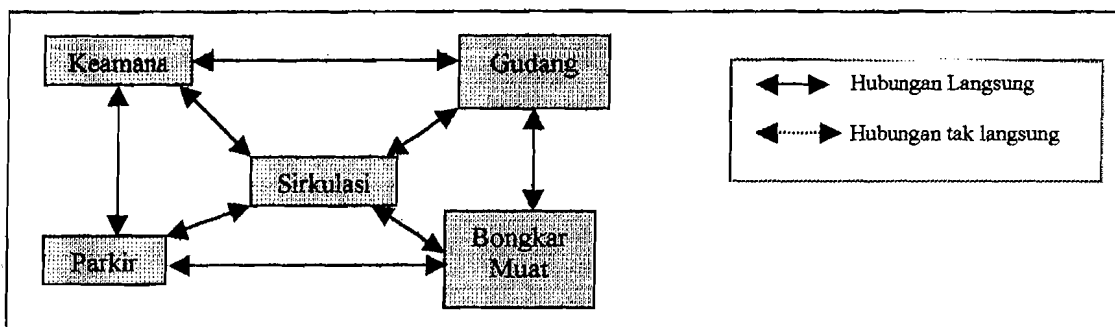 Keamana
Gudang
Sirkulasi
Parkir
Bongkar
Muat
Hubungan Langsung
Hubungan tak langsung